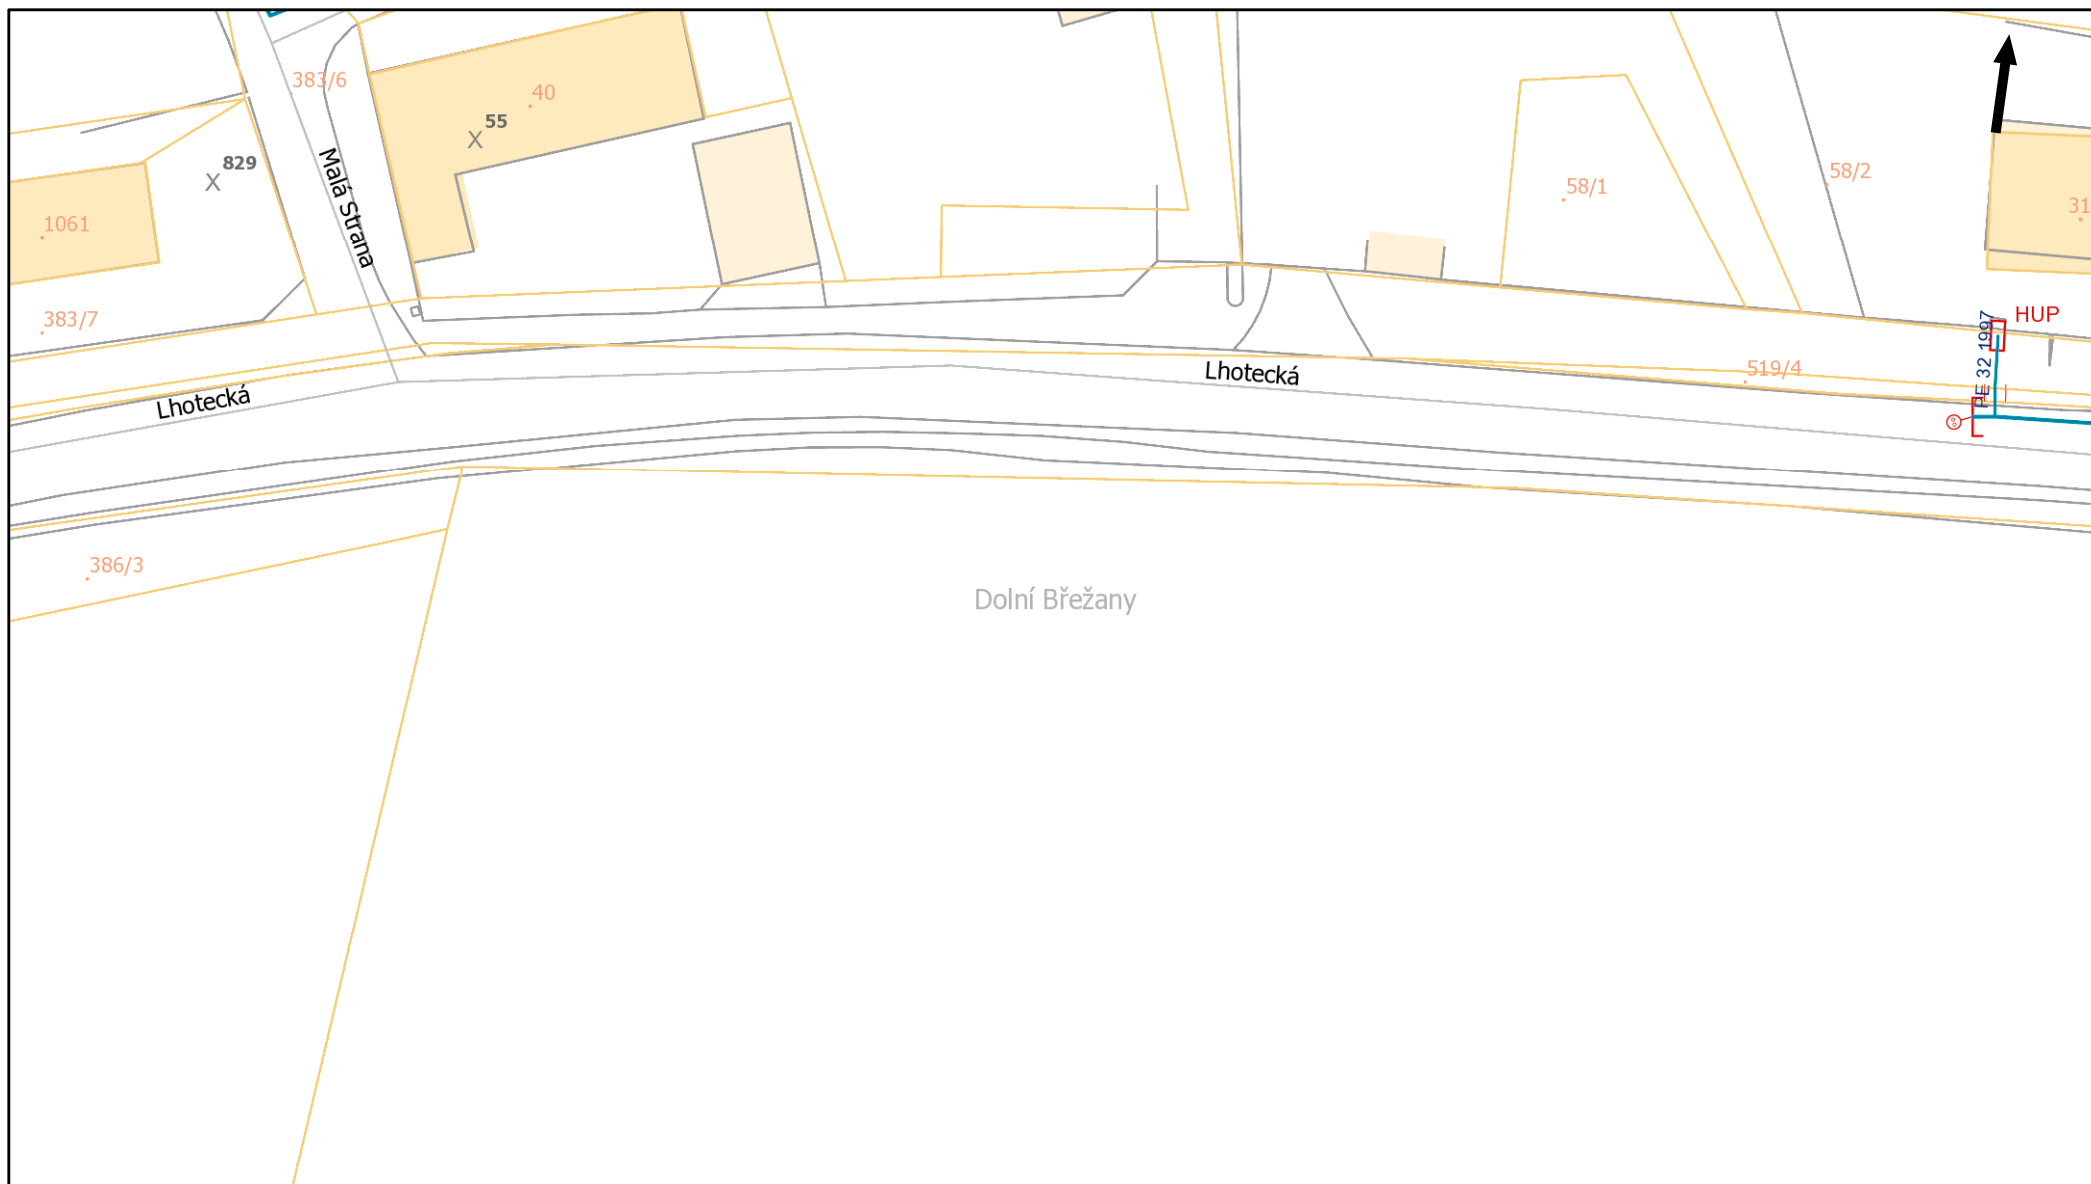 383/6
40
55
X
829
X
Malá Strana
58/2
58/1
31
1061
383/7
HUP
PE 32 1997
519/4
Lhotecká
Lhotecká
386/3
Dolní Břežany